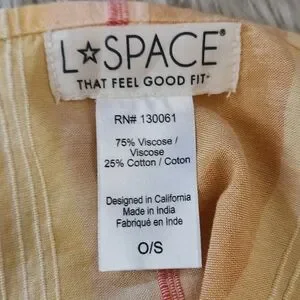 L☆SPACE®
THAT FEEL GOOD FIT™
RN# 130061
75% Viscose /
Viscose
25% Cotton / Coton
Designed in California
Made in India
Fabriqué en Inde
O/S